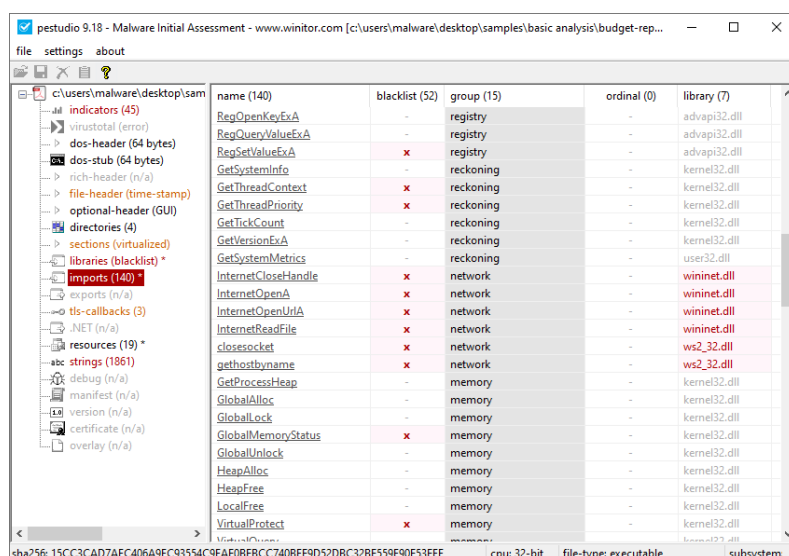 pestudio 9.18 - Malware Initial Assessment - www.winitor.com [c:\users\malware\desktop\samples\basic analysis\budget-rep...
file settings about
c:\users\malware\desktop\sam
indicators (45)
virustotal (error)
dos-header (64 bytes)
dos-stub (64 bytes)
rich-header (n/a)
file-header (time-stamp)
optional-header (GUI)
directories (4)
sections (virtualized)
libraries (blacklist) *
imports (140) *
exports (n/a)
tls-callbacks (3)
.NET (n/a)
resources (19) *
abc strings (1861)
debug (n/a)
manifest (n/a)
1.0 version (n/a)
certificate (n/a)
overlay (n/a)
name (140) blacklist (52) group (15) ordinal (0) library (7)
RegOpenKeyExA - registry - advapi32.dll
RegQueryValueExA - registry - advapi32.dll
RegSetValueExA x registry - advapi32.dll
GetSystemInfo - reckoning - kernel32.dll
GetThreadContext x reckoning - kernel32.dll
GetThreadPriority x reckoning - kernel32.dll
GetTickCount - reckoning - kernel32.dll
GetVersionExA - reckoning - kernel32.dll
GetSystemMetrics - reckoning - user32.dll
InternetCloseHandle x network - wininet.dll
InternetOpenA x network - wininet.dll
InternetOpenUrlA x network - wininet.dll
InternetReadFile x network - wininet.dll
closesocket x network - ws2_32.dll
gethostbyname x network - ws2_32.dll
GetProcessHeap - memory - kernel32.dll
GlobalAlloc - memory - kernel32.dll
GlobalLock - memory - kernel32.dll
GlobalMemoryStatus x memory - kernel32.dll
GlobalUnlock - memory - kernel32.dll
HeapAlloc - memory - kernel32.dll
HeapFree - memory - kernel32.dll
LocalFree - memory - kernel32.dll
VirtualProtect x memory - kernel32.dll
VirtualQuery - memory - kernel32.dll
sha256: cpu: 32-bit file-type: executable subsystem: